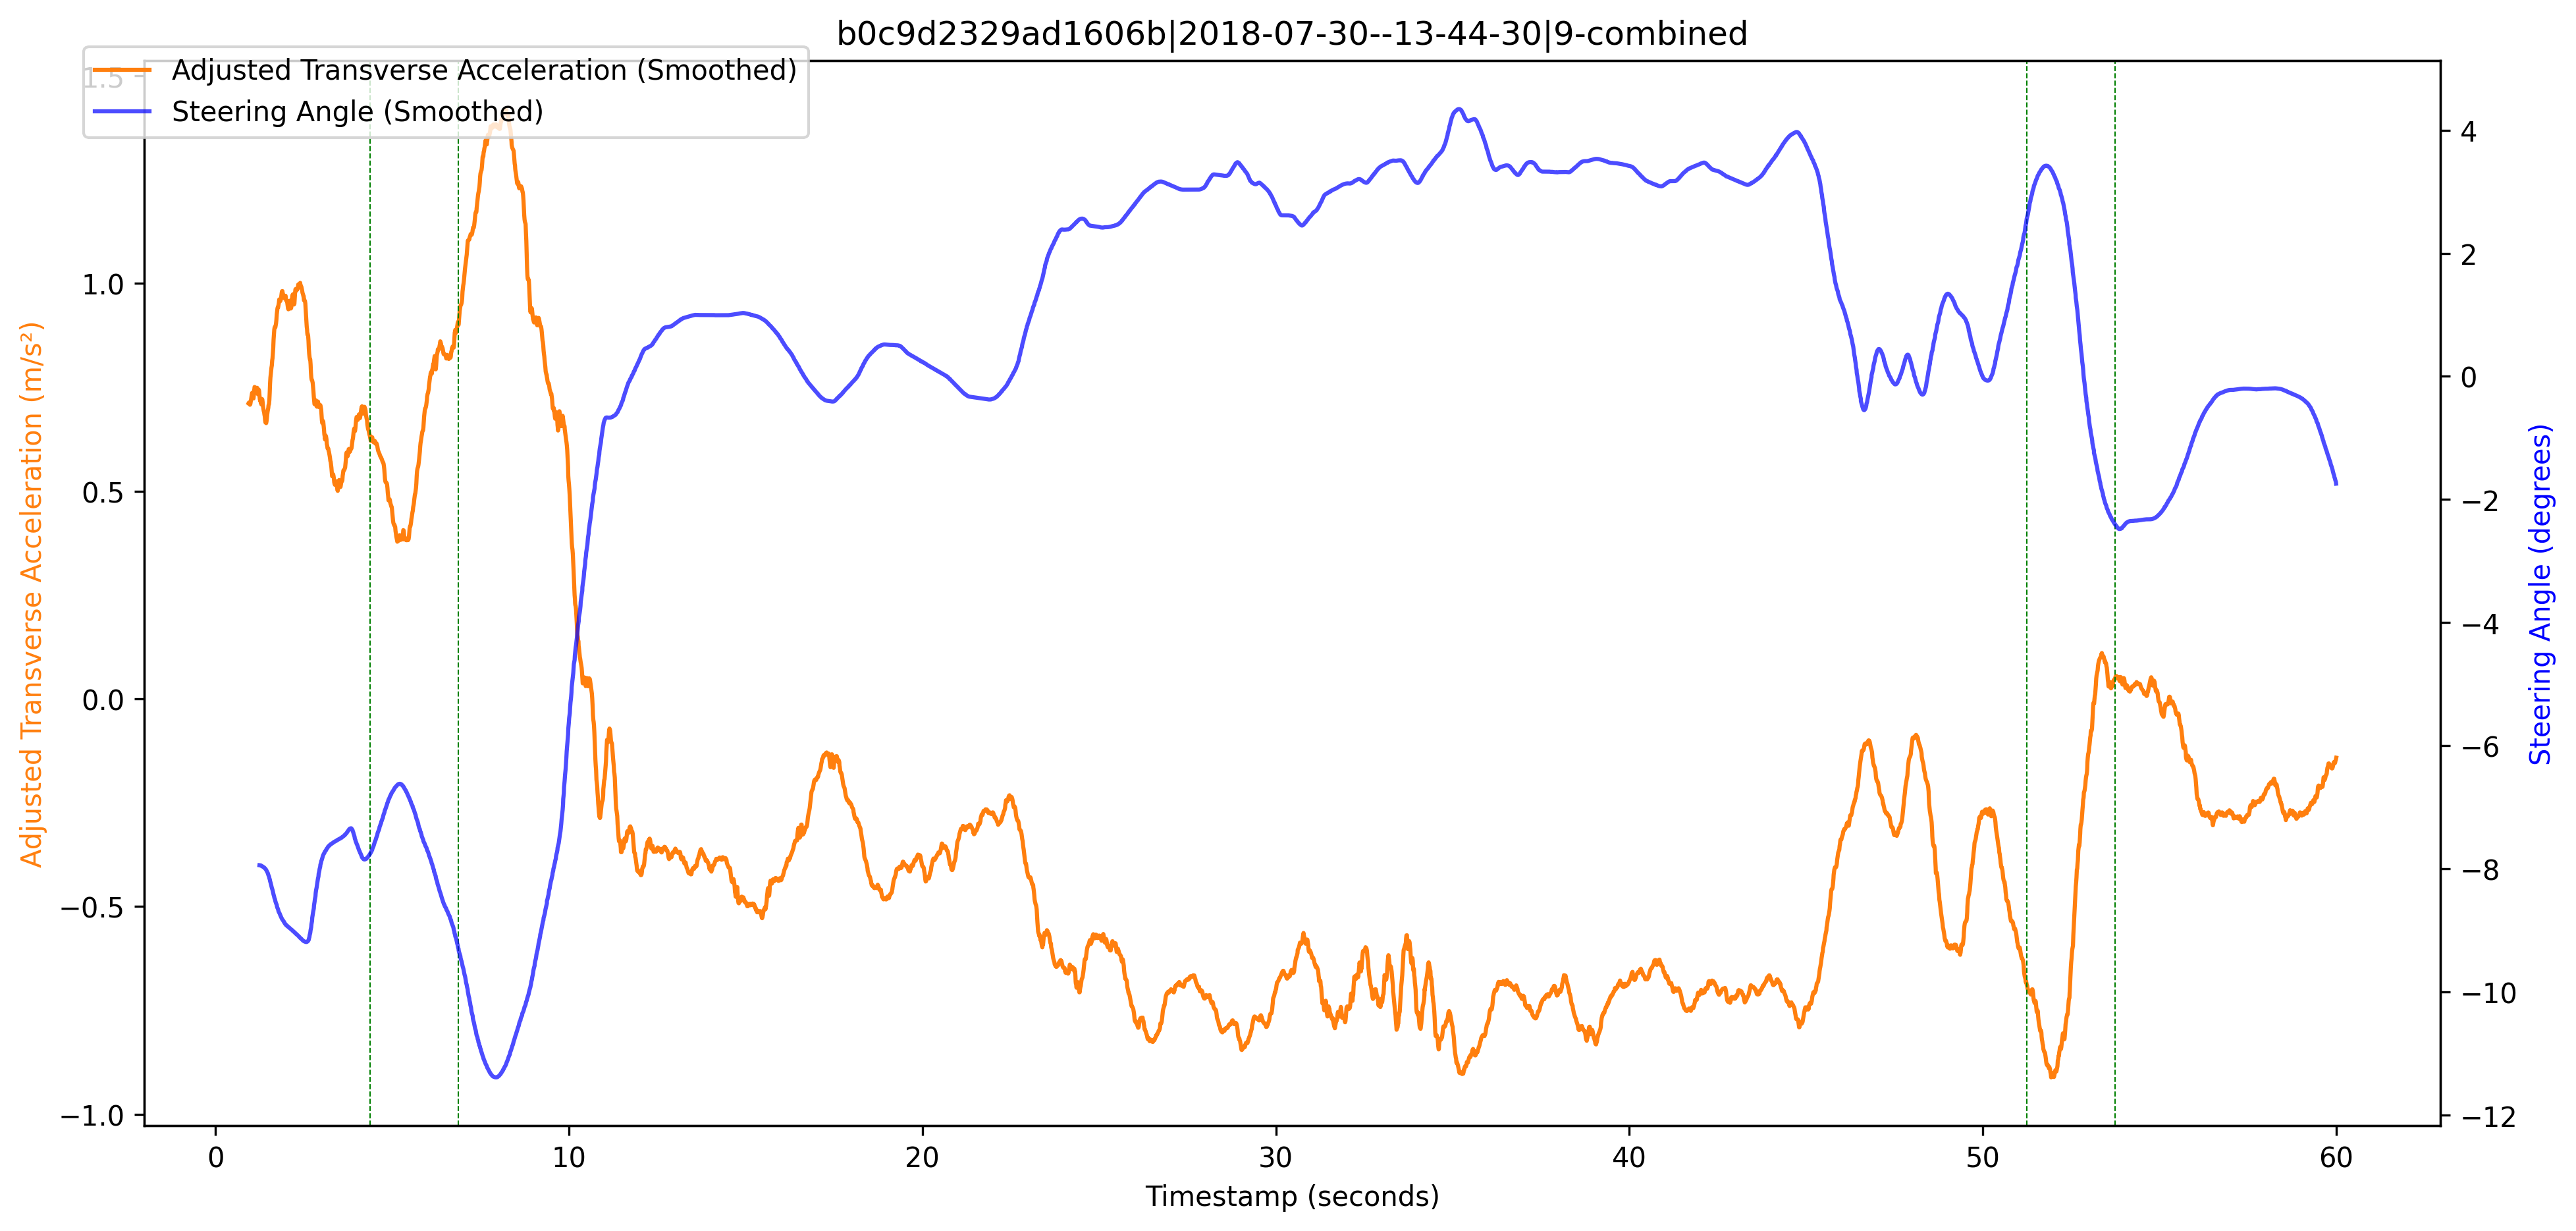 b0c9d2329ad1606b|2018-07-30--13-44-30|9-combined
Adjusted Transverse Acceleration (Smoothed)
Steering Angle (Smoothed)
Adjusted Transverse Acceleration (m/s²)
1.5
1.0
0.5
0.0
−0.5
−1.0
4
2
0
−2
−4
−6
−8
−10
−12
Steering Angle (degrees)
0 10 20 30 40 50 60
Timestamp (seconds)